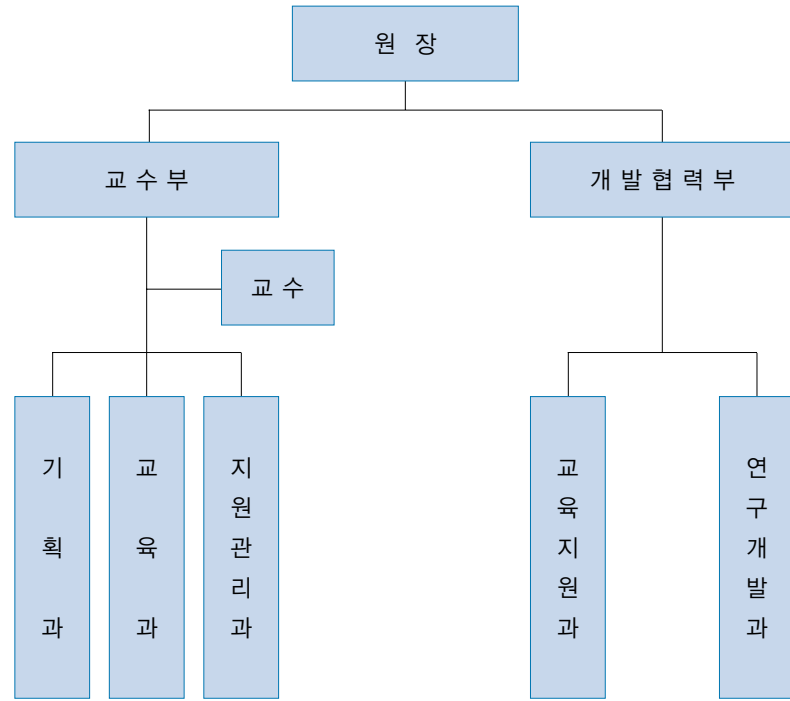 원 장
교 수 부
개 발 협 력 부
교 수
기획과
교육과
지원관리과
교육지원과
연구개발과